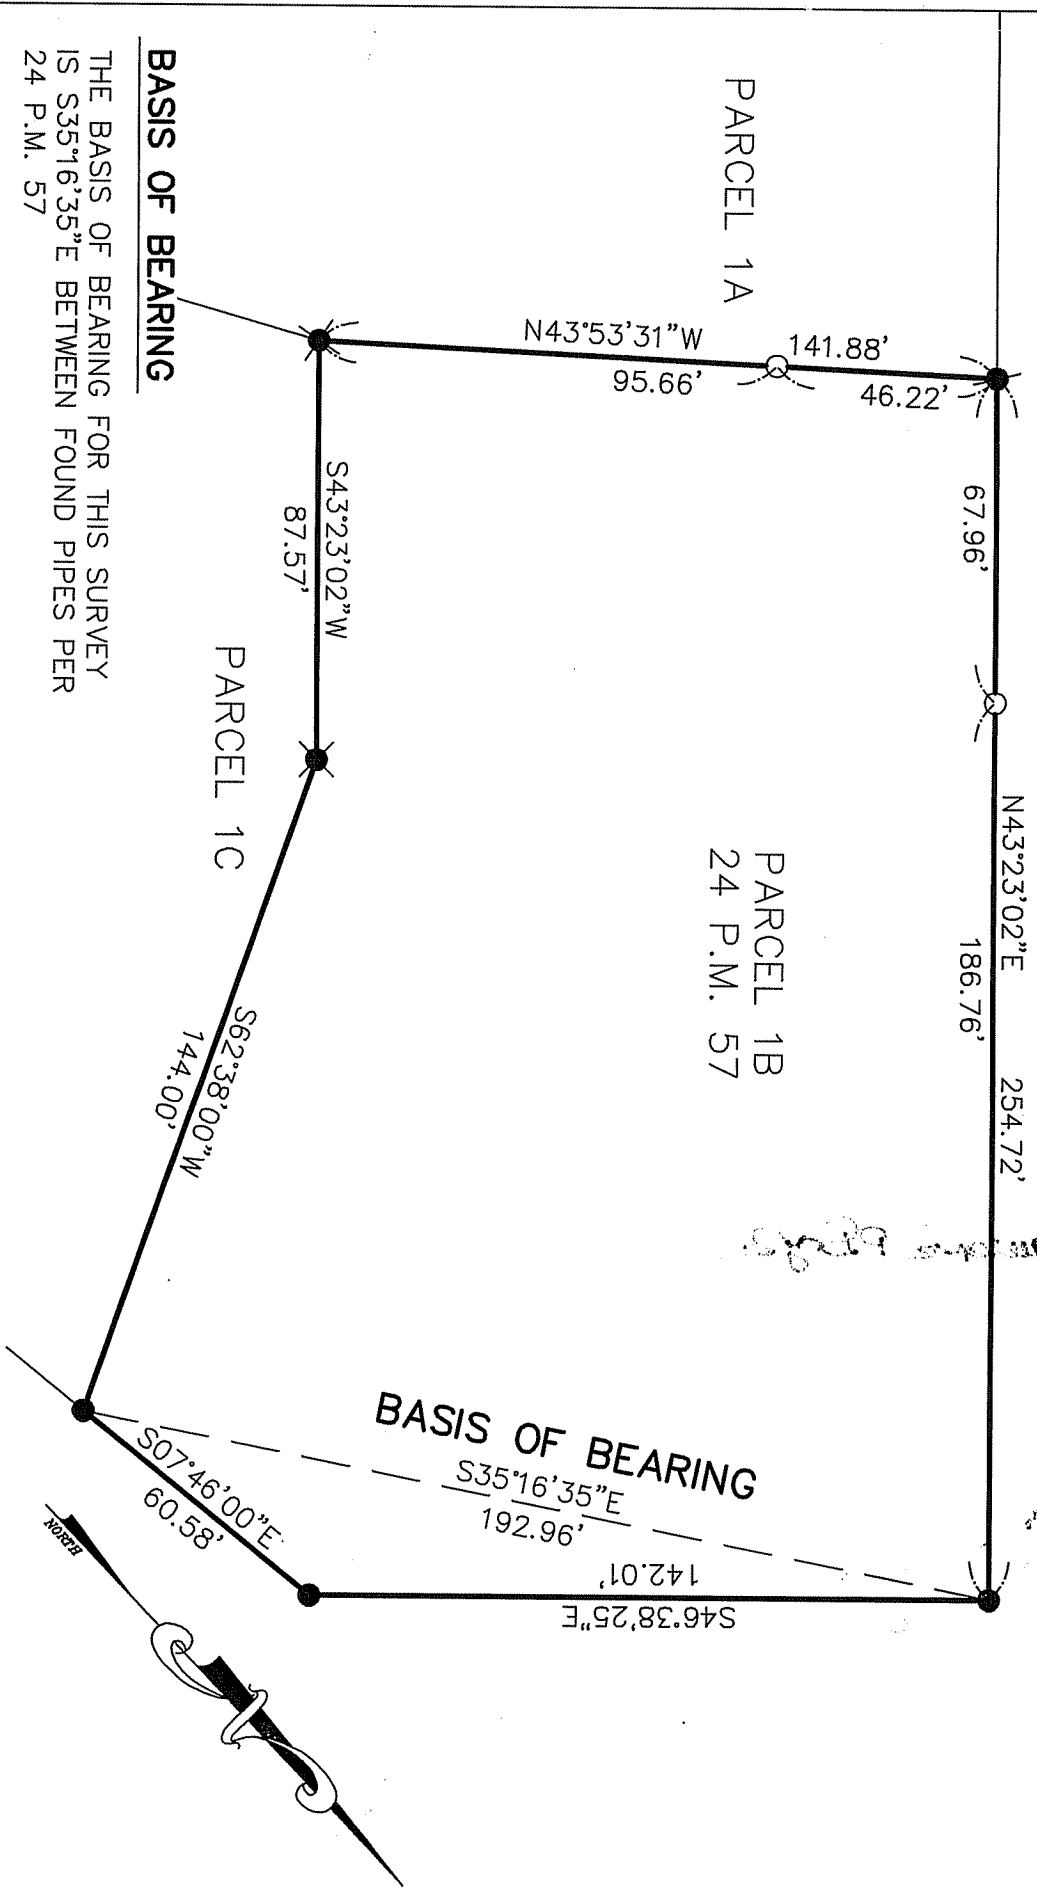 PARCEL 1A
N43°53'31"W
95.66'
141.88'
46.22'
67.96'
N43°23'02"E
186.76'
254.72'
PARCEL 1B
24 P.M. 57
S43°23'02"W
87.57'
PARCEL 1C
S62°38'00"W
144.00'
BASIS OF BEARING
S35°16'35"E
192.96'
142.01'
S46°38'25"E
S07°46'00"E
60.58'
NORTH
BASIS OF BEARING
THE BASIS OF BEARING FOR THIS SURVEY
IS S35°16'35"E BETWEEN FOUND PIPES PER
24 P.M. 57